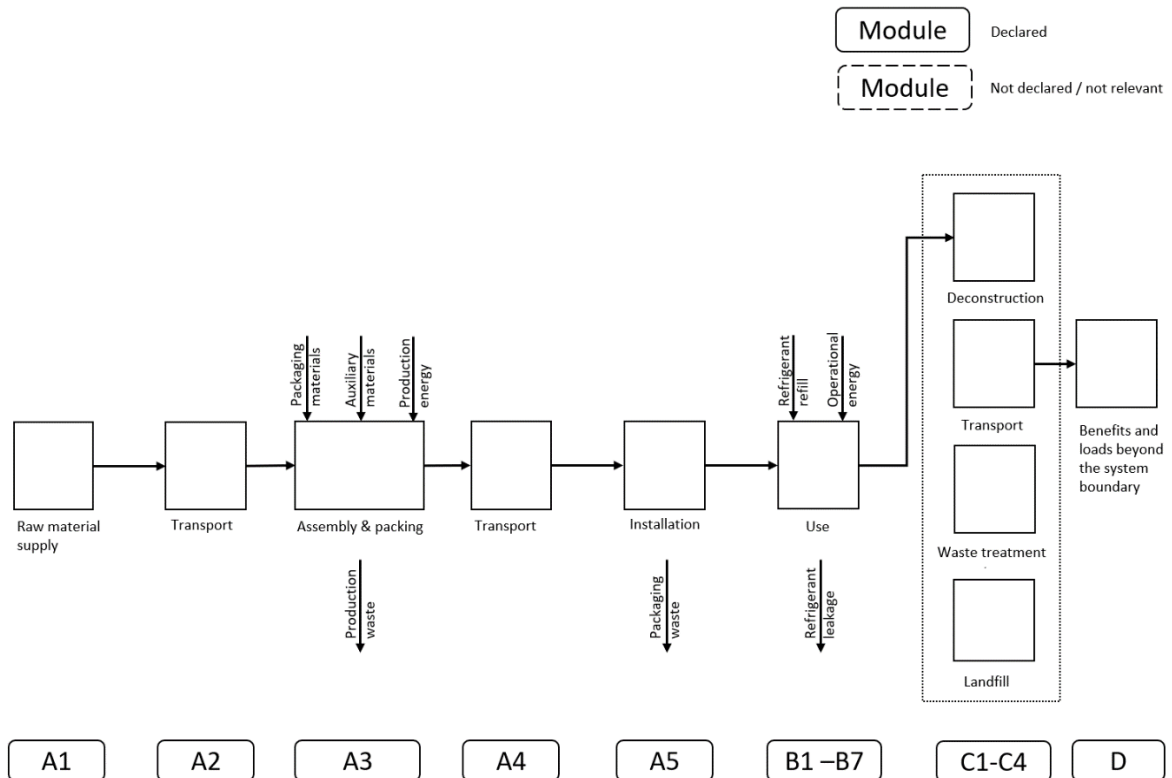 Module
Declared
Module
Not declared / not relevant
Deconstruction
Packaging
materials
Auxiliary
materials
Production
energy
Refrigerant
refill
Operational
energy
Raw material
supply
Transport
Assembly & packing
Transport
Installation
Use
Transport
Benefits and
loads beyond
the system
boundary
Waste treatment
Production
waste
Packaging
waste
Refrigerant
leakage
Landfill
A1
A2
A3
A4
A5
B1 –B7
C1-C4
D